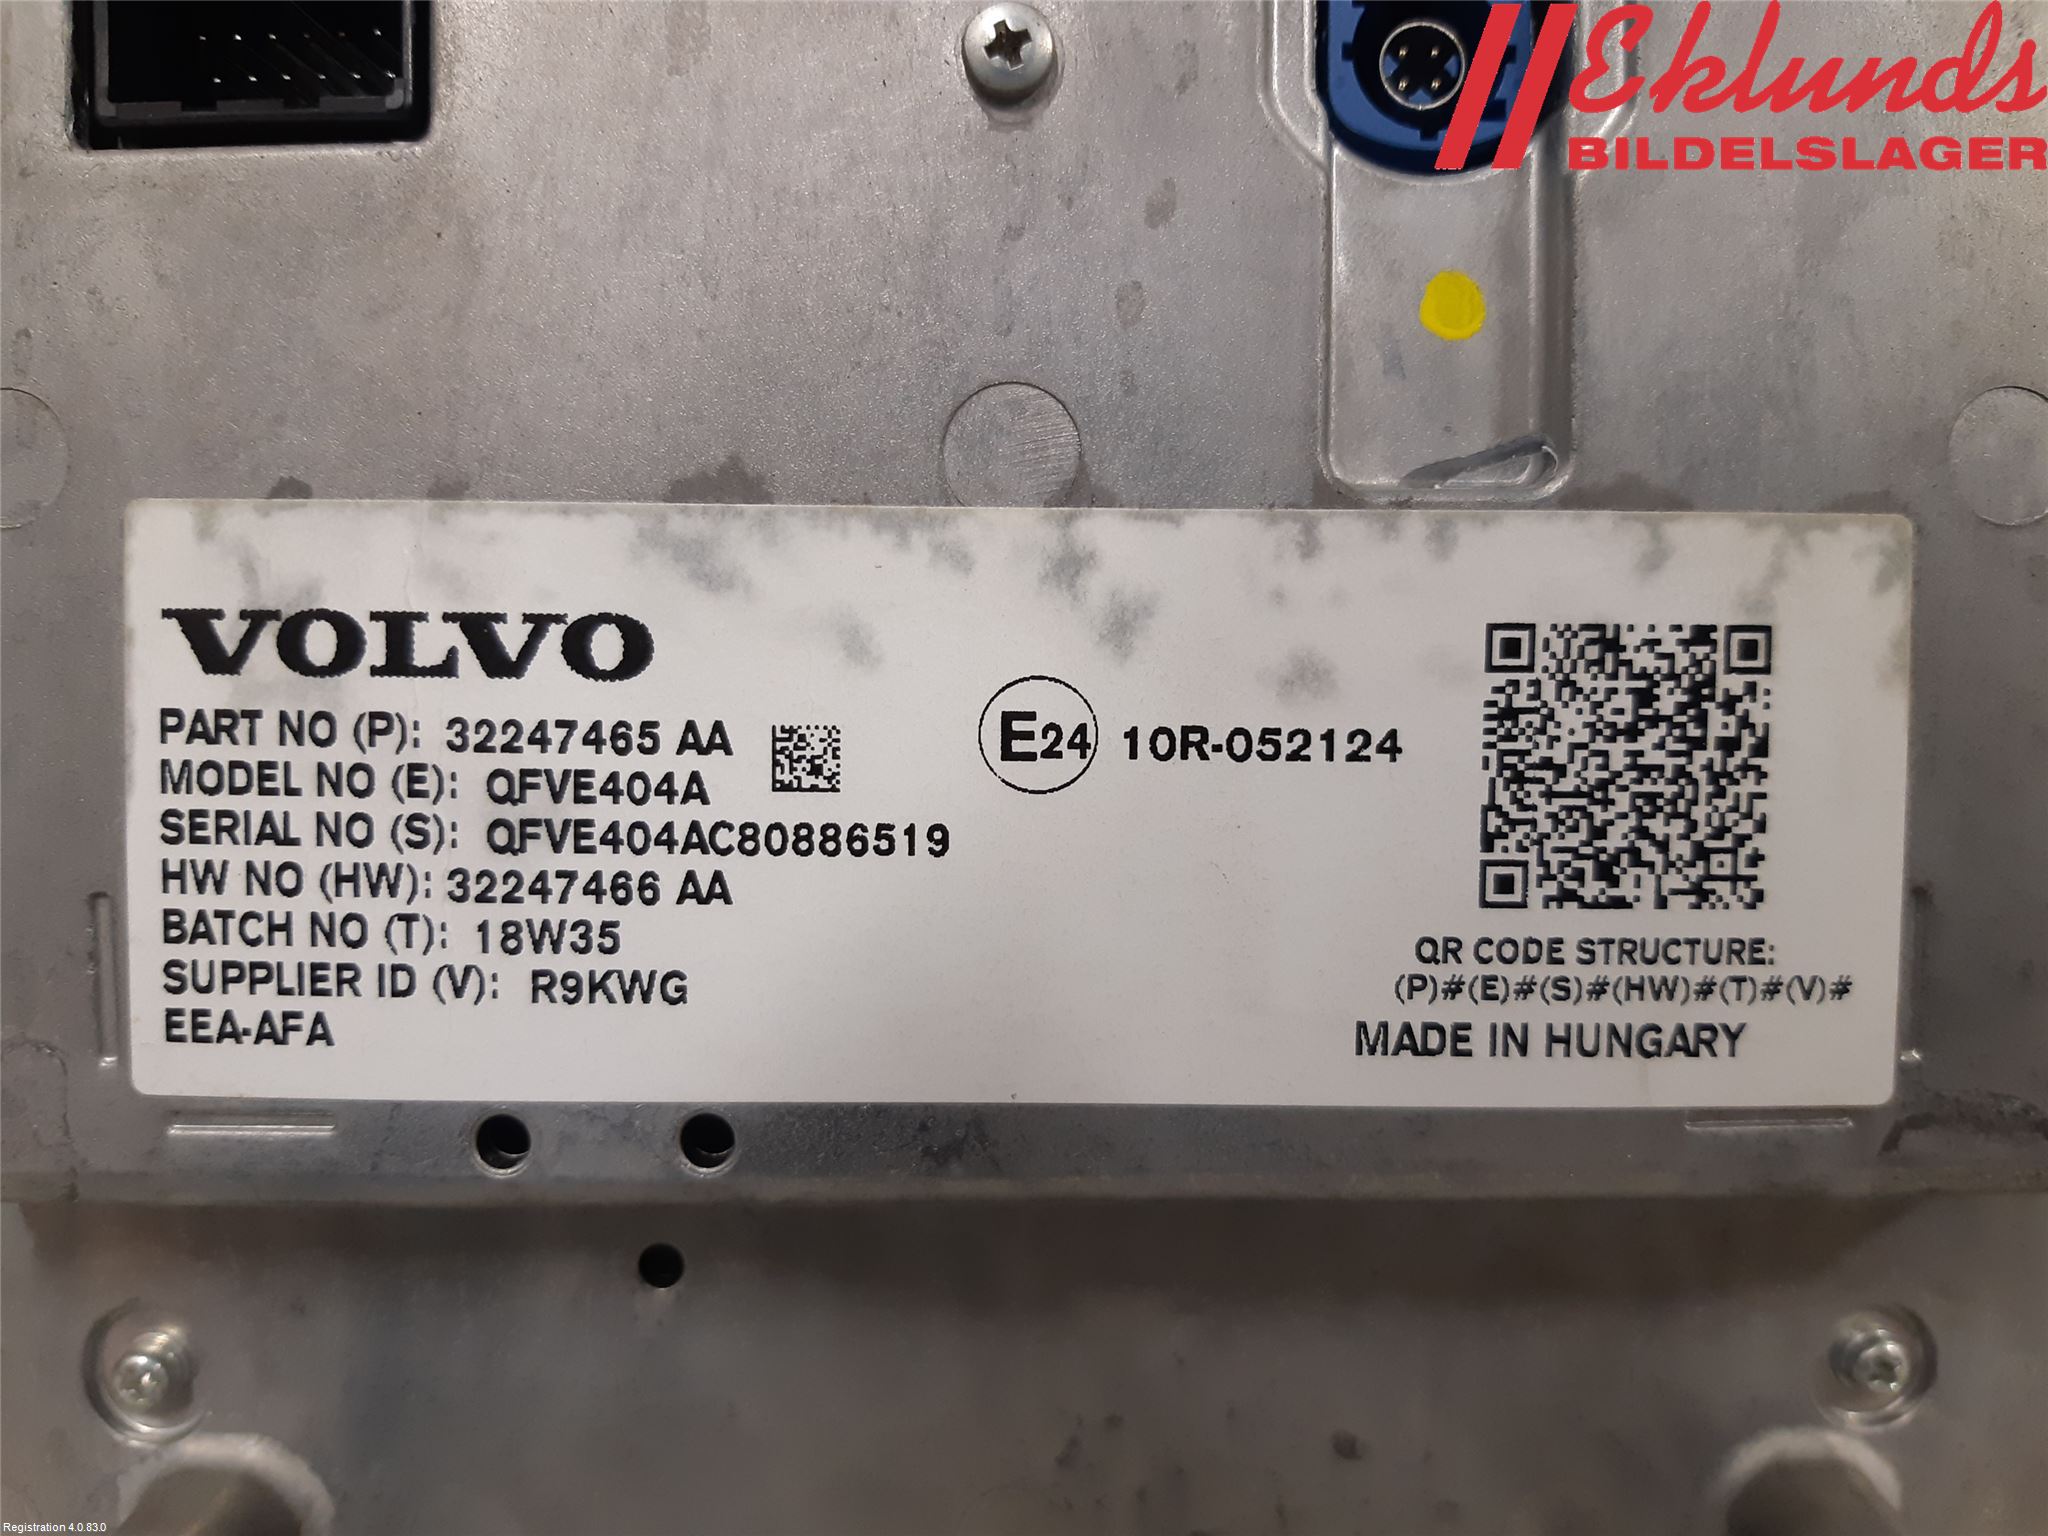 Eklunds
BILDELSLAGER
VOLVO
PART NO (P): 32247465 AA
MODEL NO (E): QFVE404A
SERIAL NO (S): QFVE404AC80886519
HW NO (HW): 32247466 AA
BATCH NO (T): 18W35
SUPPLIER ID (V): R9KWG
EEA-AFA
E24 10R-052124
QR CODE STRUCTURE:
(P)#(E)#(S)#(HW)#(T)#(V)#
MADE IN HUNGARY
Registration 4.0.83.0